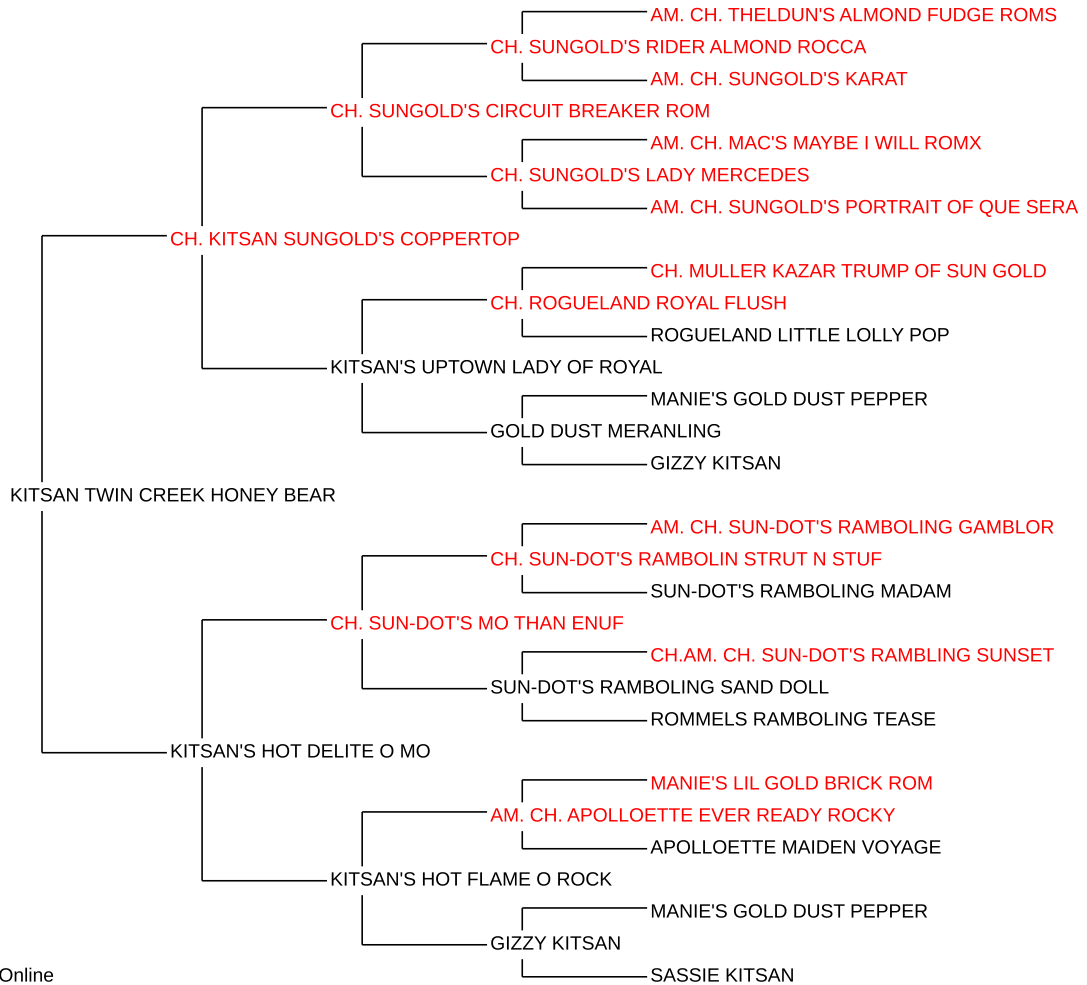 AM. CH. THELDUN'S ALMOND FUDGE ROMS
CH. SUNGOLD'S RIDER ALMOND ROCCA
AM. CH. SUNGOLD'S KARAT
CH. SUNGOLD'S CIRCUIT BREAKER ROM
AM. CH. MAC'S MAYBE I WILL ROMX
CH. SUNGOLD'S LADY MERCEDES
AM. CH. SUNGOLD'S PORTRAIT OF QUE SERA
CH. KITSAN SUNGOLD'S COPPERTOP
CH. MULLER KAZAR TRUMP OF SUN GOLD
CH. ROGUELAND ROYAL FLUSH
ROGUELAND LITTLE LOLLY POP
KITSAN'S UPTOWN LADY OF ROYAL
MANIE'S GOLD DUST PEPPER
GOLD DUST MERANLING
GIZZY KITSAN
KITSAN TWIN CREEK HONEY BEAR
AM. CH. SUN-DOT'S RAMBOLING GAMBLOR
CH. SUN-DOT'S RAMBOLIN STRUT N STUF
SUN-DOT'S RAMBOLING MADAM
CH. SUN-DOT'S MO THAN ENUF
CH.AM. CH. SUN-DOT'S RAMBLING SUNSET
SUN-DOT'S RAMBOLING SAND DOLL
ROMMELS RAMBOLING TEASE
KITSAN'S HOT DELITE O MO
MANIE'S LIL GOLD BRICK ROM
AM. CH. APOLLOETTE EVER READY ROCKY
APOLLOETTE MAIDEN VOYAGE
KITSAN'S HOT FLAME O ROCK
MANIE'S GOLD DUST PEPPER
GIZZY KITSAN
SASSIE KITSAN
Online